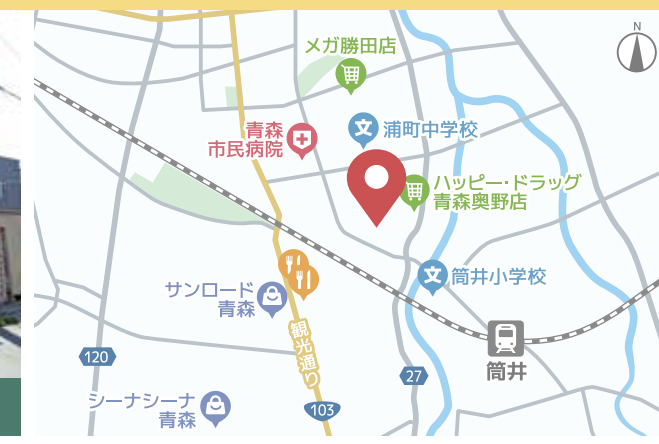 N
メガ勝田店
青森
市民病院
浦町中学校
ハッピー・ドラッグ
青森奥野店
筒井小学校
サンロード
青森
観光通り
筒井
120
27
103
シーナシーナ
青森